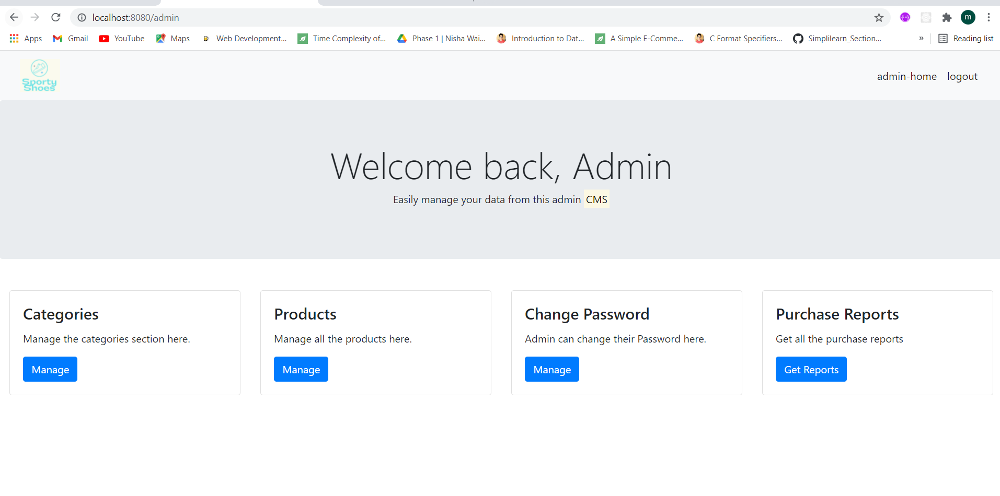 localhost:8080/admin
Apps Gmail YouTube Maps Web Development... Time Complexity of... Phase 1 | Nisha Wai... Introduction to Dat... A Simple E-Comme... C Format Specifiers... Simplilearn_Section... » Reading list
m
Sporty
Shoes
admin-home logout
Welcome back, Admin
Easily manage your data from this admin CMS
Categories
Manage the categories section here.
Manage
Products
Manage all the products here.
Manage
Change Password
Admin can change their Password here.
Manage
Purchase Reports
Get all the purchase reports
Get Reports